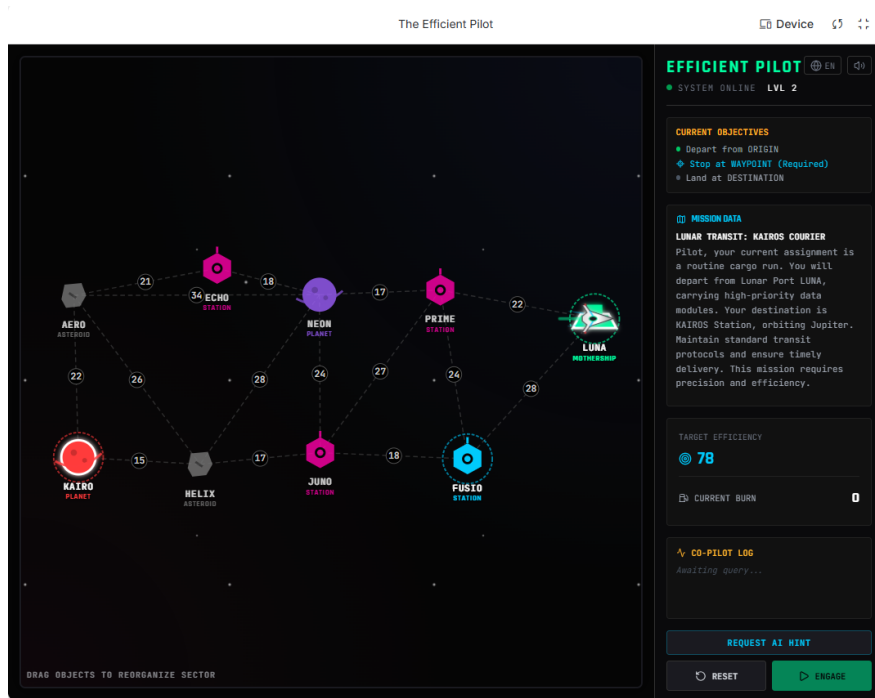 The Efficient Pilot
Device
EFFICIENT PILOT
EN
SYSTEM ONLINE LVL 2
CURRENT OBJECTIVES
Depart from ORIGIN
Stop at WAYPOINT (Required)
Land at DESTINATION
MISSION DATA
LUNAR TRANSIT: KAIROS COURIER
Pilot, your current assignment is
a routine cargo run. You will
depart from Lunar Port LUNA,
carrying high-priority data
modules. Your destination is
KAIROS Station, orbiting Jupiter.
Maintain standard transit
protocols and ensure timely
delivery. This mission requires
precision and efficiency.
TARGET EFFICIENCY
78
CURRENT BURN
0
CO-PILOT LOG
Awaiting query...
REQUEST AI HINT
RESET
ENGAGE
21
18
34
ECHO
STATION
17
22
AERO
ASTEROID
NEON
PLANET
PRIME
STATION
LUNA
MOTHERSHIP
22
26
28
24
27
24
28
15
17
18
KAIRO
PLANET
HELIX
ASTEROID
JUNO
STATION
FUSIO
STATION
DRAG OBJECTS TO REORGANIZE SECTOR